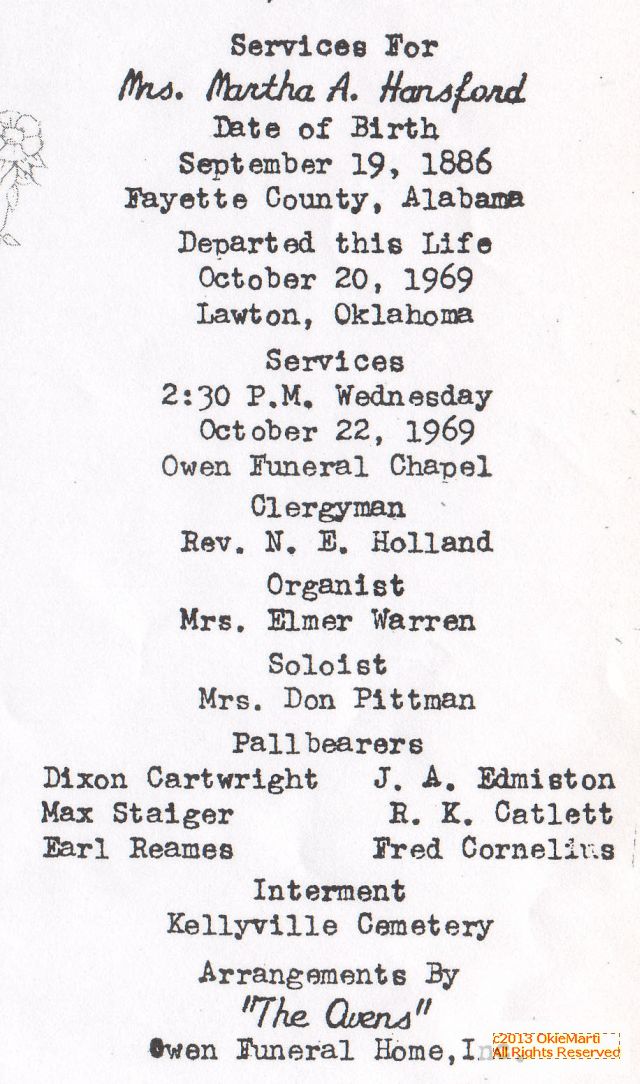 Services For
Mrs. Martha A. Hansford
Date of Birth
September 19, 1886
Fayette County, Alabama
Departed this Life
October 20, 1969
Lawton, Oklahoma
Services
2:30 P.M. Wednesday
October 22, 1969
Owen Funeral Chapel
Clergyman
Rev. N. E. Holland
Organist
Mrs. Elmer Warren
Soloist
Mrs. Don Pittman
Pallbearers
Dixon Cartwright J. A. Edmiston
Max Staiger R. K. Catlett
Earl Reames Fred Cornelius
Interment
Kellyville Cemetery
Arrangements By
"The Owens"
Owen Funeral Home,
c2013 OkieMarti
All Rights Reserved